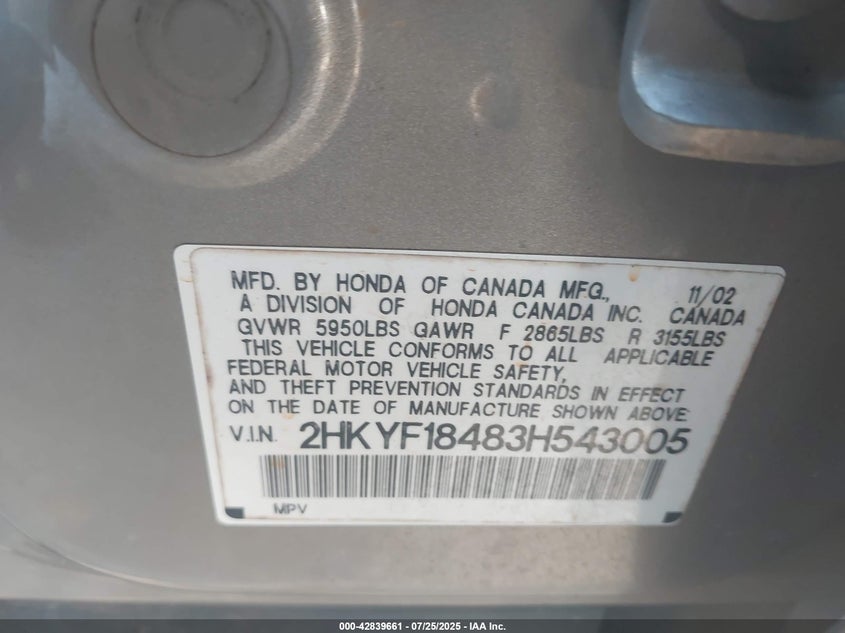 MFD. BY HONDA OF CANADA MFG., 11/02
A DIVISION OF HONDA CANADA INC. CANADA
GVWR 5950LBS GAWR F 2865LBS R 3155LBS
THIS VEHICLE CONFORMS TO ALL APPLICABLE
FEDERAL MOTOR VEHICLE SAFETY,
AND THEFT PREVENTION STANDARDS IN EFFECT
ON THE DATE OF MANUFACTURE SHOWN ABOVE.
V.I.N. 2HKYF18483H543005
MPV
000-42839661 / 07/25/2025 - IAA Inc.